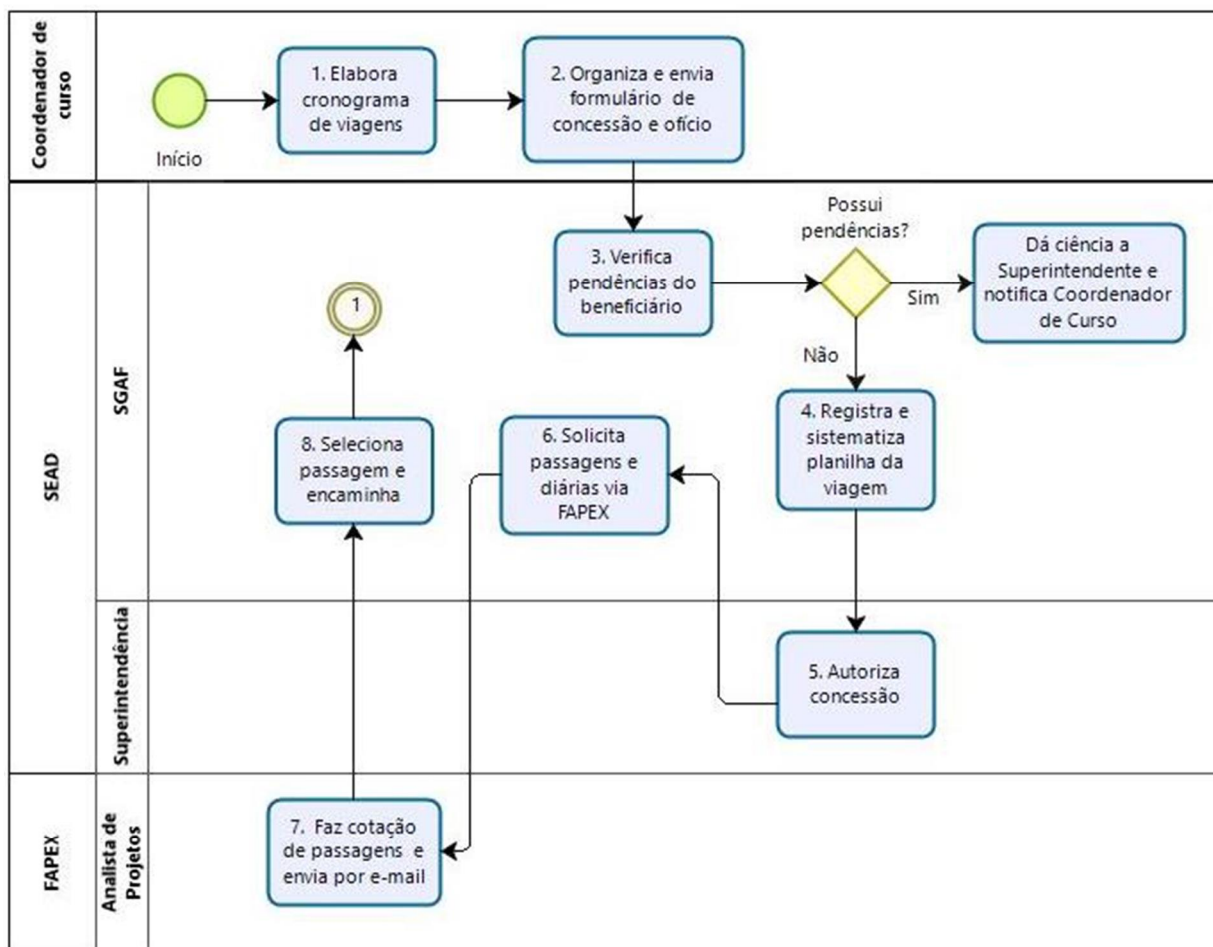 Coordenador de
curso
Início
1. Elabora
cronograma
de viagens
2. Organiza e envia
formulário de
concessão e ofício
SEAD
SGAF
3. Verifica
pendências do
beneficiário
Possui
pendências?
Sim
Dá ciência a
Superintendente e
notifica Coordenador
de Curso
Não
4. Registra e
sistematiza
planilha da
viagem
6. Solicita
passagens e
diárias via
FAPEX
8. Seleciona
passagem e
encaminha
1
Superintendência
5. Autoriza
concessão
FAPEX
Analista de
Projetos
7. Faz cotação
de passagens e
envia por e-mail